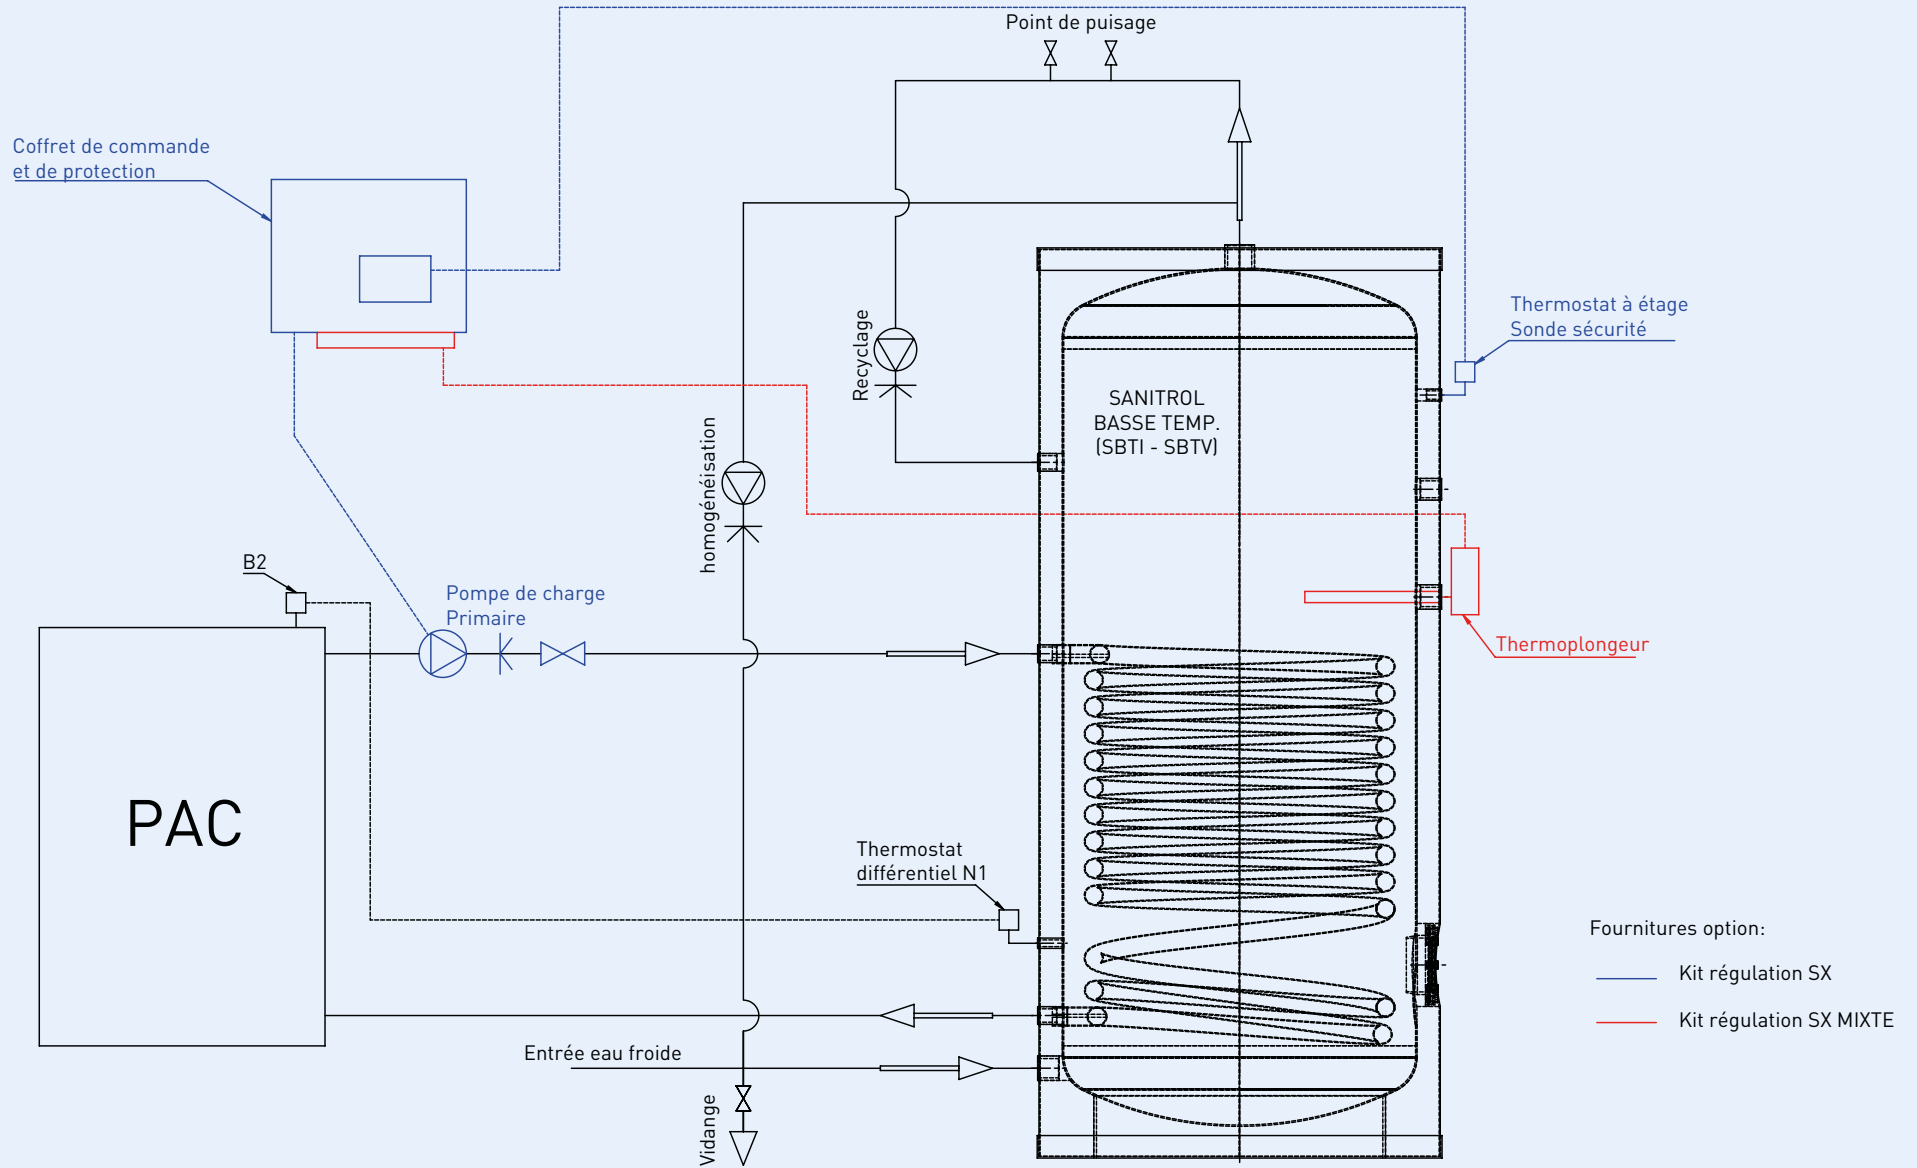 Point de puisage
Coffret de commande
et de protection
Thermostat à étage
Sonde sécurité
Recyclage
SANITROL
BASSE TEMP.
(SBTI - SBTV)
homogénéisation
B2
Pompe de charge
Primaire
Thermoplongeur
PAC
Thermostat
différentiel N1
Fournitures option:
Kit régulation SX
Kit régulation SX MIXTE
Entrée eau froide
Vidange